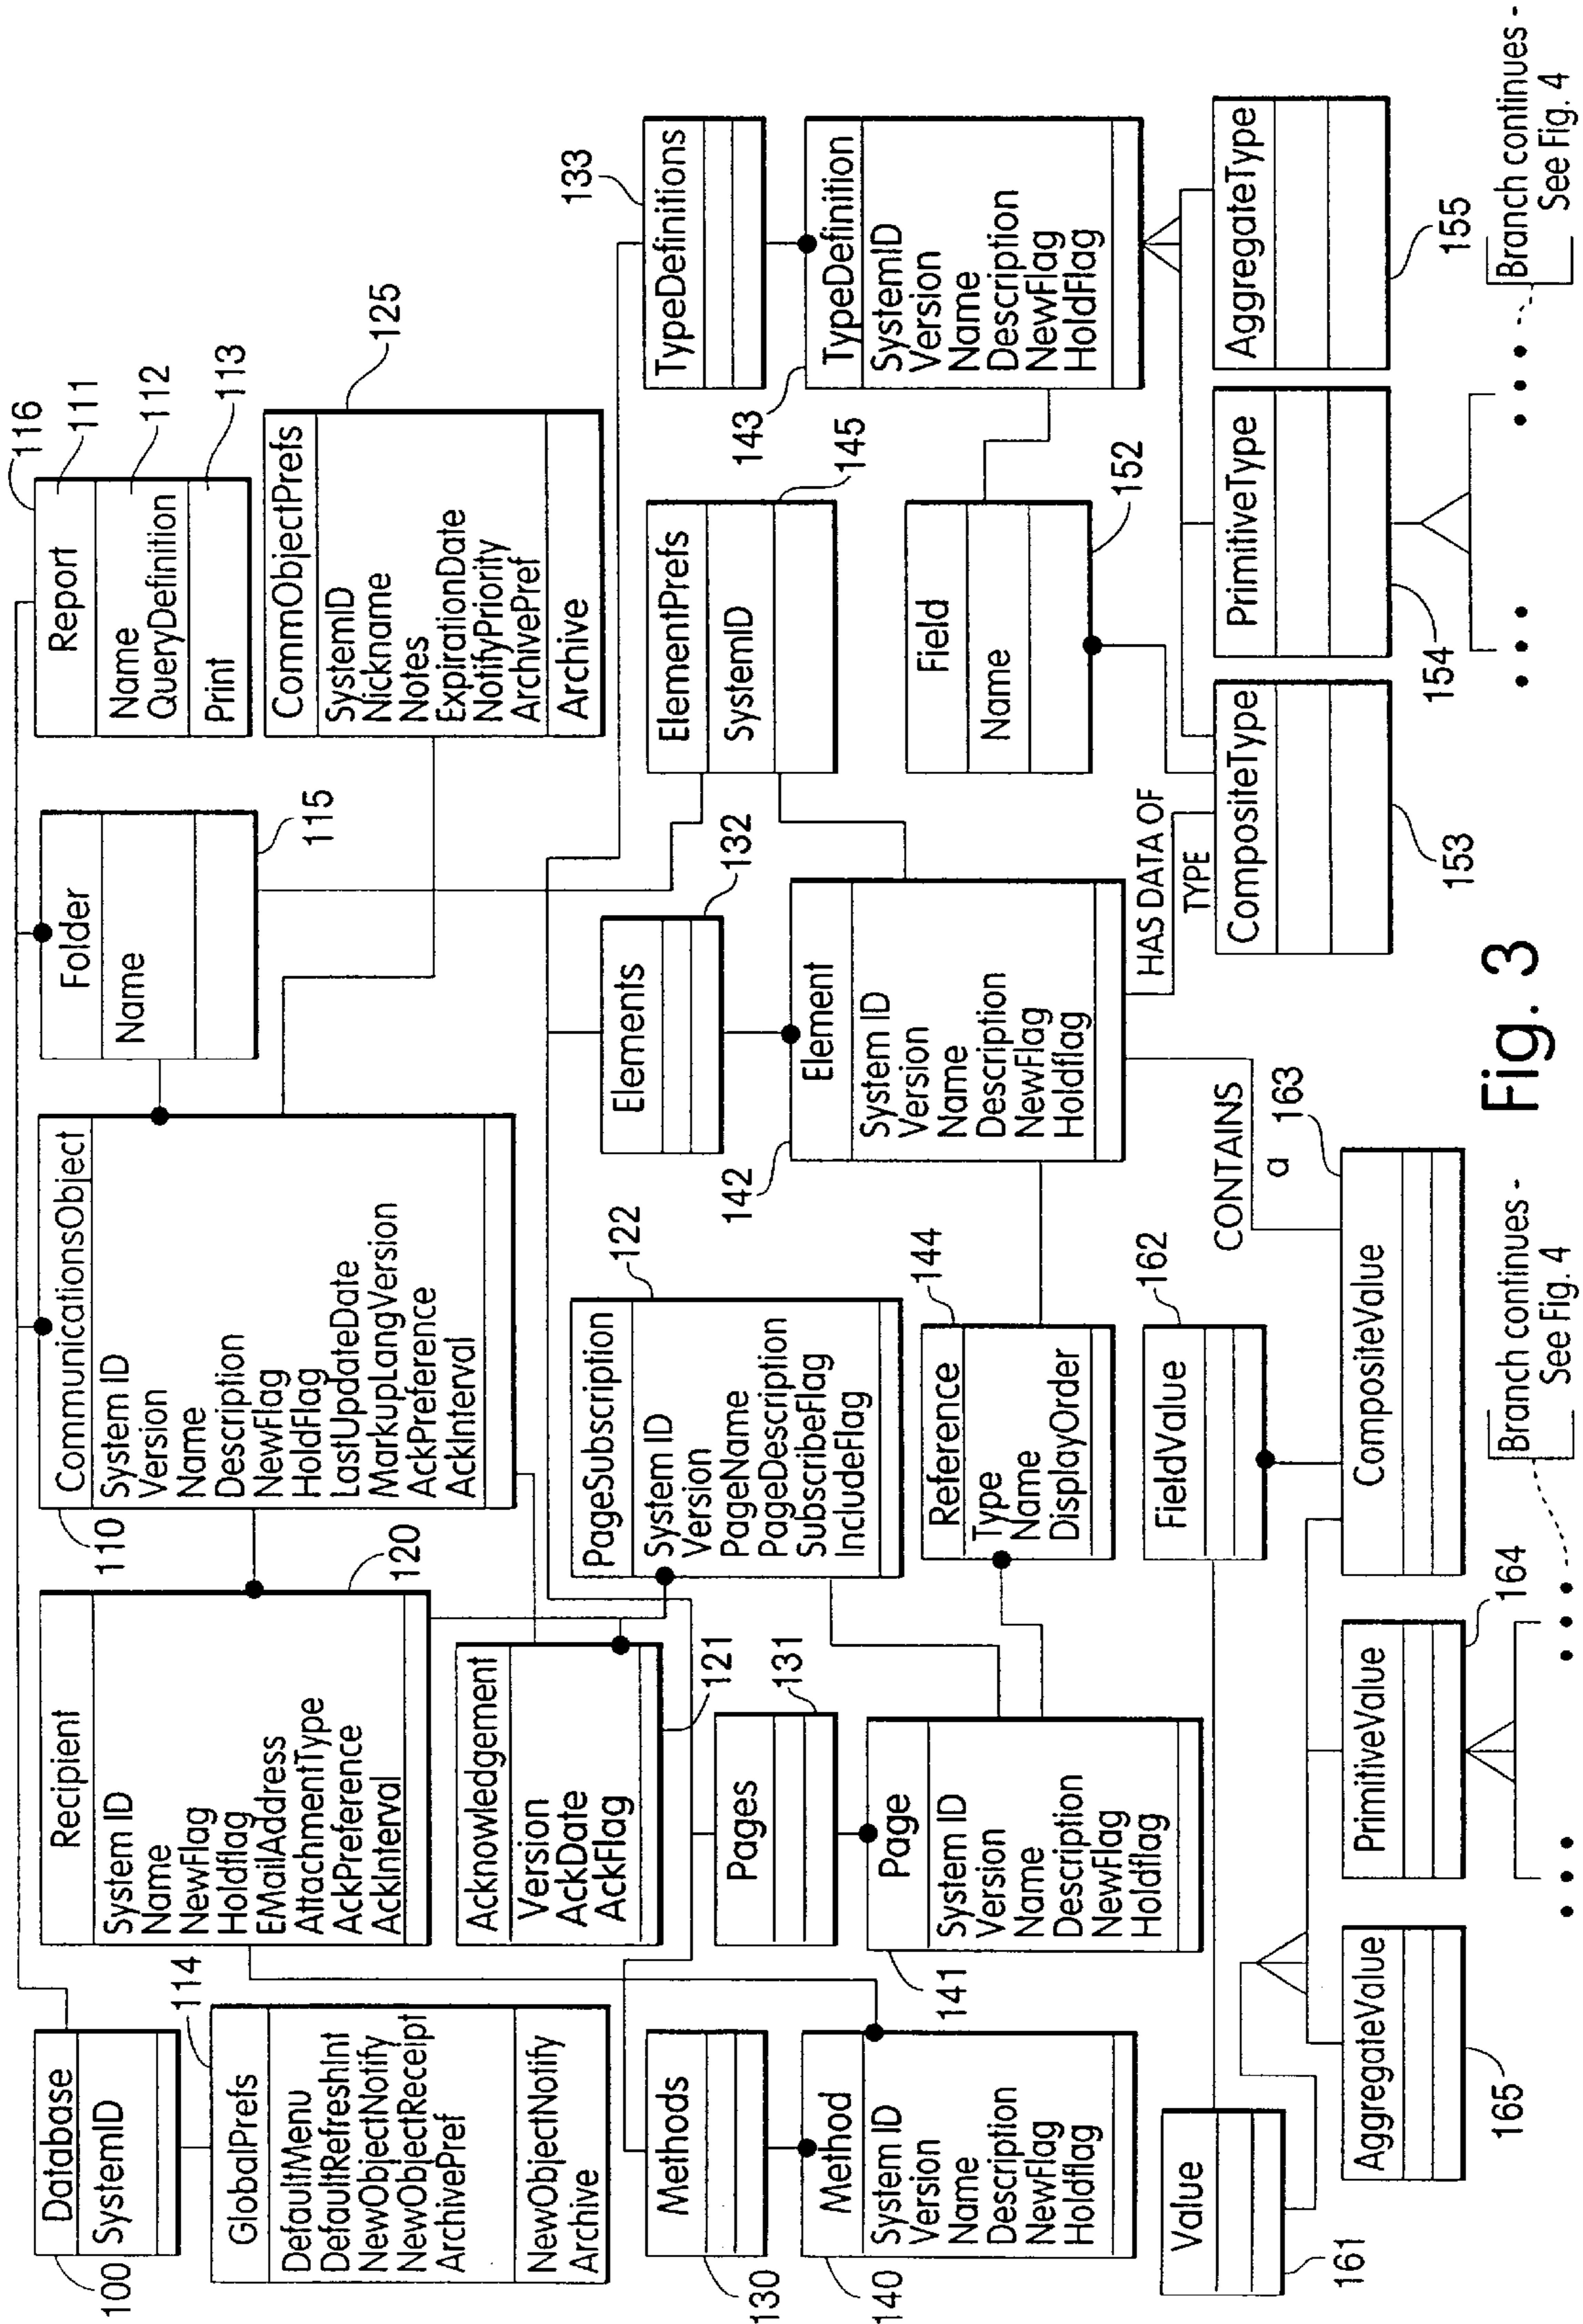 100
Database
SystemID
114
GlobalPrefs
DefaultMenu
DefaultRefreshInt
NewObjectNotify
NewObjectReceipt
ArchivePref
NewObjectNotify
Archive
Recipient
System ID
Name
NewFlag
Holdflag
EMailAddress
AttachmentType
AckPreference
AckInterval
120
110
CommunicationsObject
System ID
Version
Name
Description
NewFlag
HoldFlag
LastUpdateDate
MarkupLangVersion
AckPreference
AckInterval
Folder
Name
115
116
111
112
113
Report
Name
QueryDefinition
Print
125
CommObjectPrefs
SystemID
Nickname
Notes
ExpirationDate
NotifyPriority
ArchivePref
Archive
Acknowledgement
Version
AckDate
AckFlag
121
PageSubscription
System ID
Version
PageName
PageDescription
SubscribeFlag
IncludeFlag
122
130
Methods
Pages
131
Elements
132
ElementPrefs
SystemID
145
133
TypeDefinitions
140
Method
System ID
Version
Name
Description
NewFlag
Holdflag
141
Page
System ID
Version
Name
Description
NewFlag
Holdflag
Reference
Type
Name
DisplayOrder
144
142
Element
System ID
Version
Name
Description
NewFlag
Holdflag
Field
Name
152
143
TypeDefinition
SystemID
Version
Name
Description
NewFlag
HoldFlag
HAS DATA OF
TYPE
CONTAINS
a
161
Value
FieldValue
162
CompositeType
153
PrimitiveType
154
AggregateType
155
AggregateValue
165
PrimitiveValue
164
CompositeValue
163
Branch continues -
See Fig. 4
Branch continues -
See Fig. 4
Fig. 3